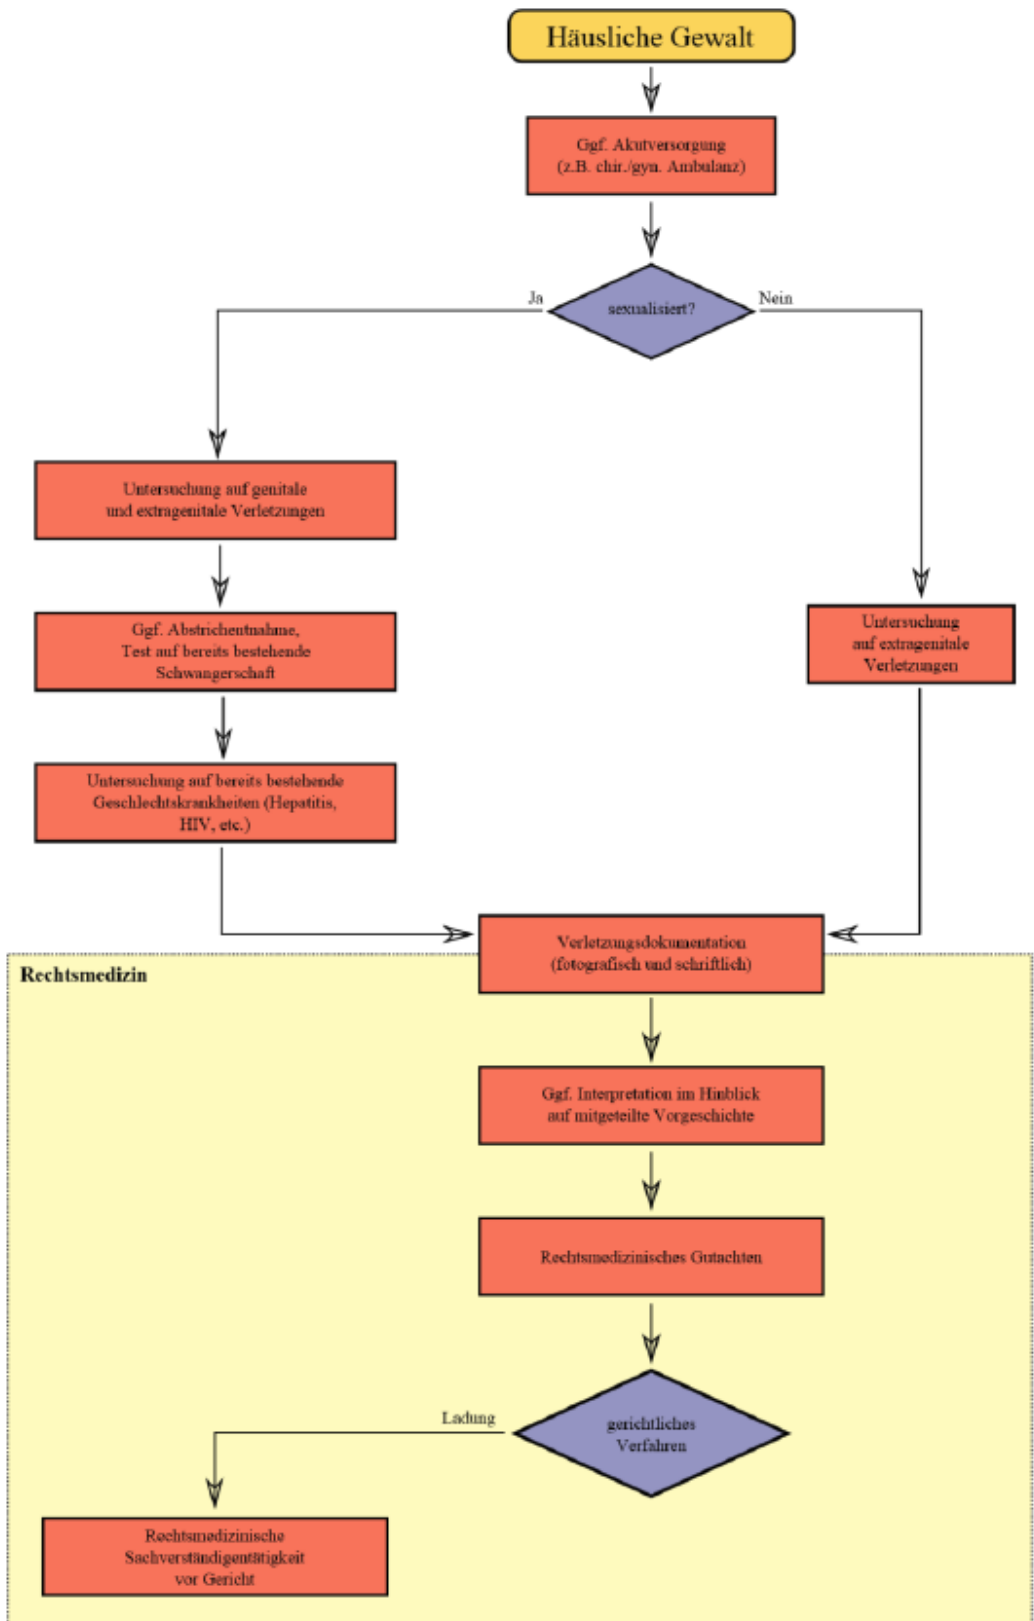 Häusliche Gewalt
Ggf. Akutversorgung
(z.B. chir./gyn. Ambulanz)
sexualisiert?
Ja
Nein
Untersuchung auf genitale
und extragenitale Verletzungen
Ggf. Abstrichentnahme,
Test auf bereits bestehende
Schwangerschaft
Untersuchung auf bereits bestehende
Geschlechtskrankheiten (Hepatitis,
HIV, etc.)
Untersuchung
auf extragenitale
Verletzungen
Verletzungsdokumentation
(fotografisch und schriftlich)
Rechtsmedizin
Ggf. Interpretation im Hinblick
auf mitgeteilte Vorgeschichte
Rechtsmedizinisches Gutachten
gerichtliches
Verfahren
Ladung
Rechtsmedizinische
Sachverständigentätigkeit
vor Gericht